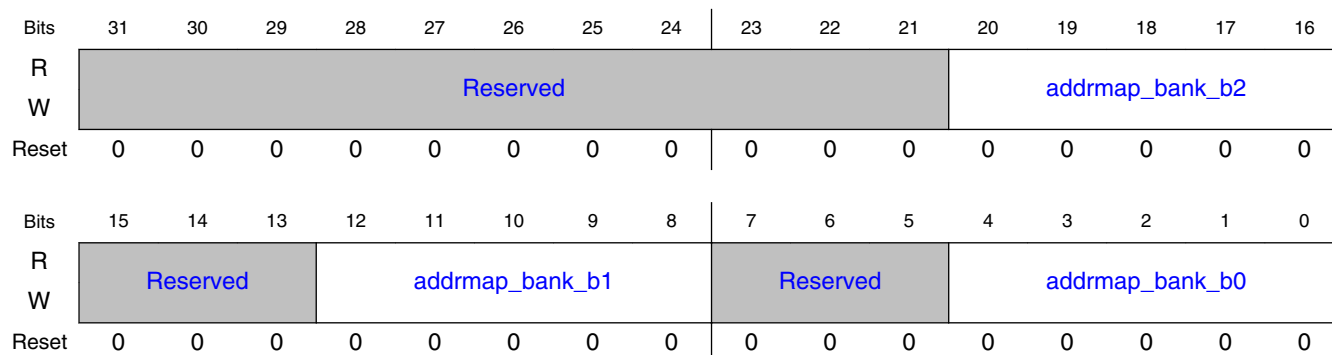 Bits 31 30 29 28 27 26 25 24 23 22 21 20 19 18 17 16
R
Reserved addrmap_bank_b2
W
Reset 0 0 0 0 0 0 0 0 0 0 0 0 0 0 0 0
Bits 15 14 13 12 11 10 9 8 7 6 5 4 3 2 1 0
R
Reserved addrmap_bank_b1 Reserved addrmap_bank_b0
W
Reset 0 0 0 0 0 0 0 0 0 0 0 0 0 0 0 0